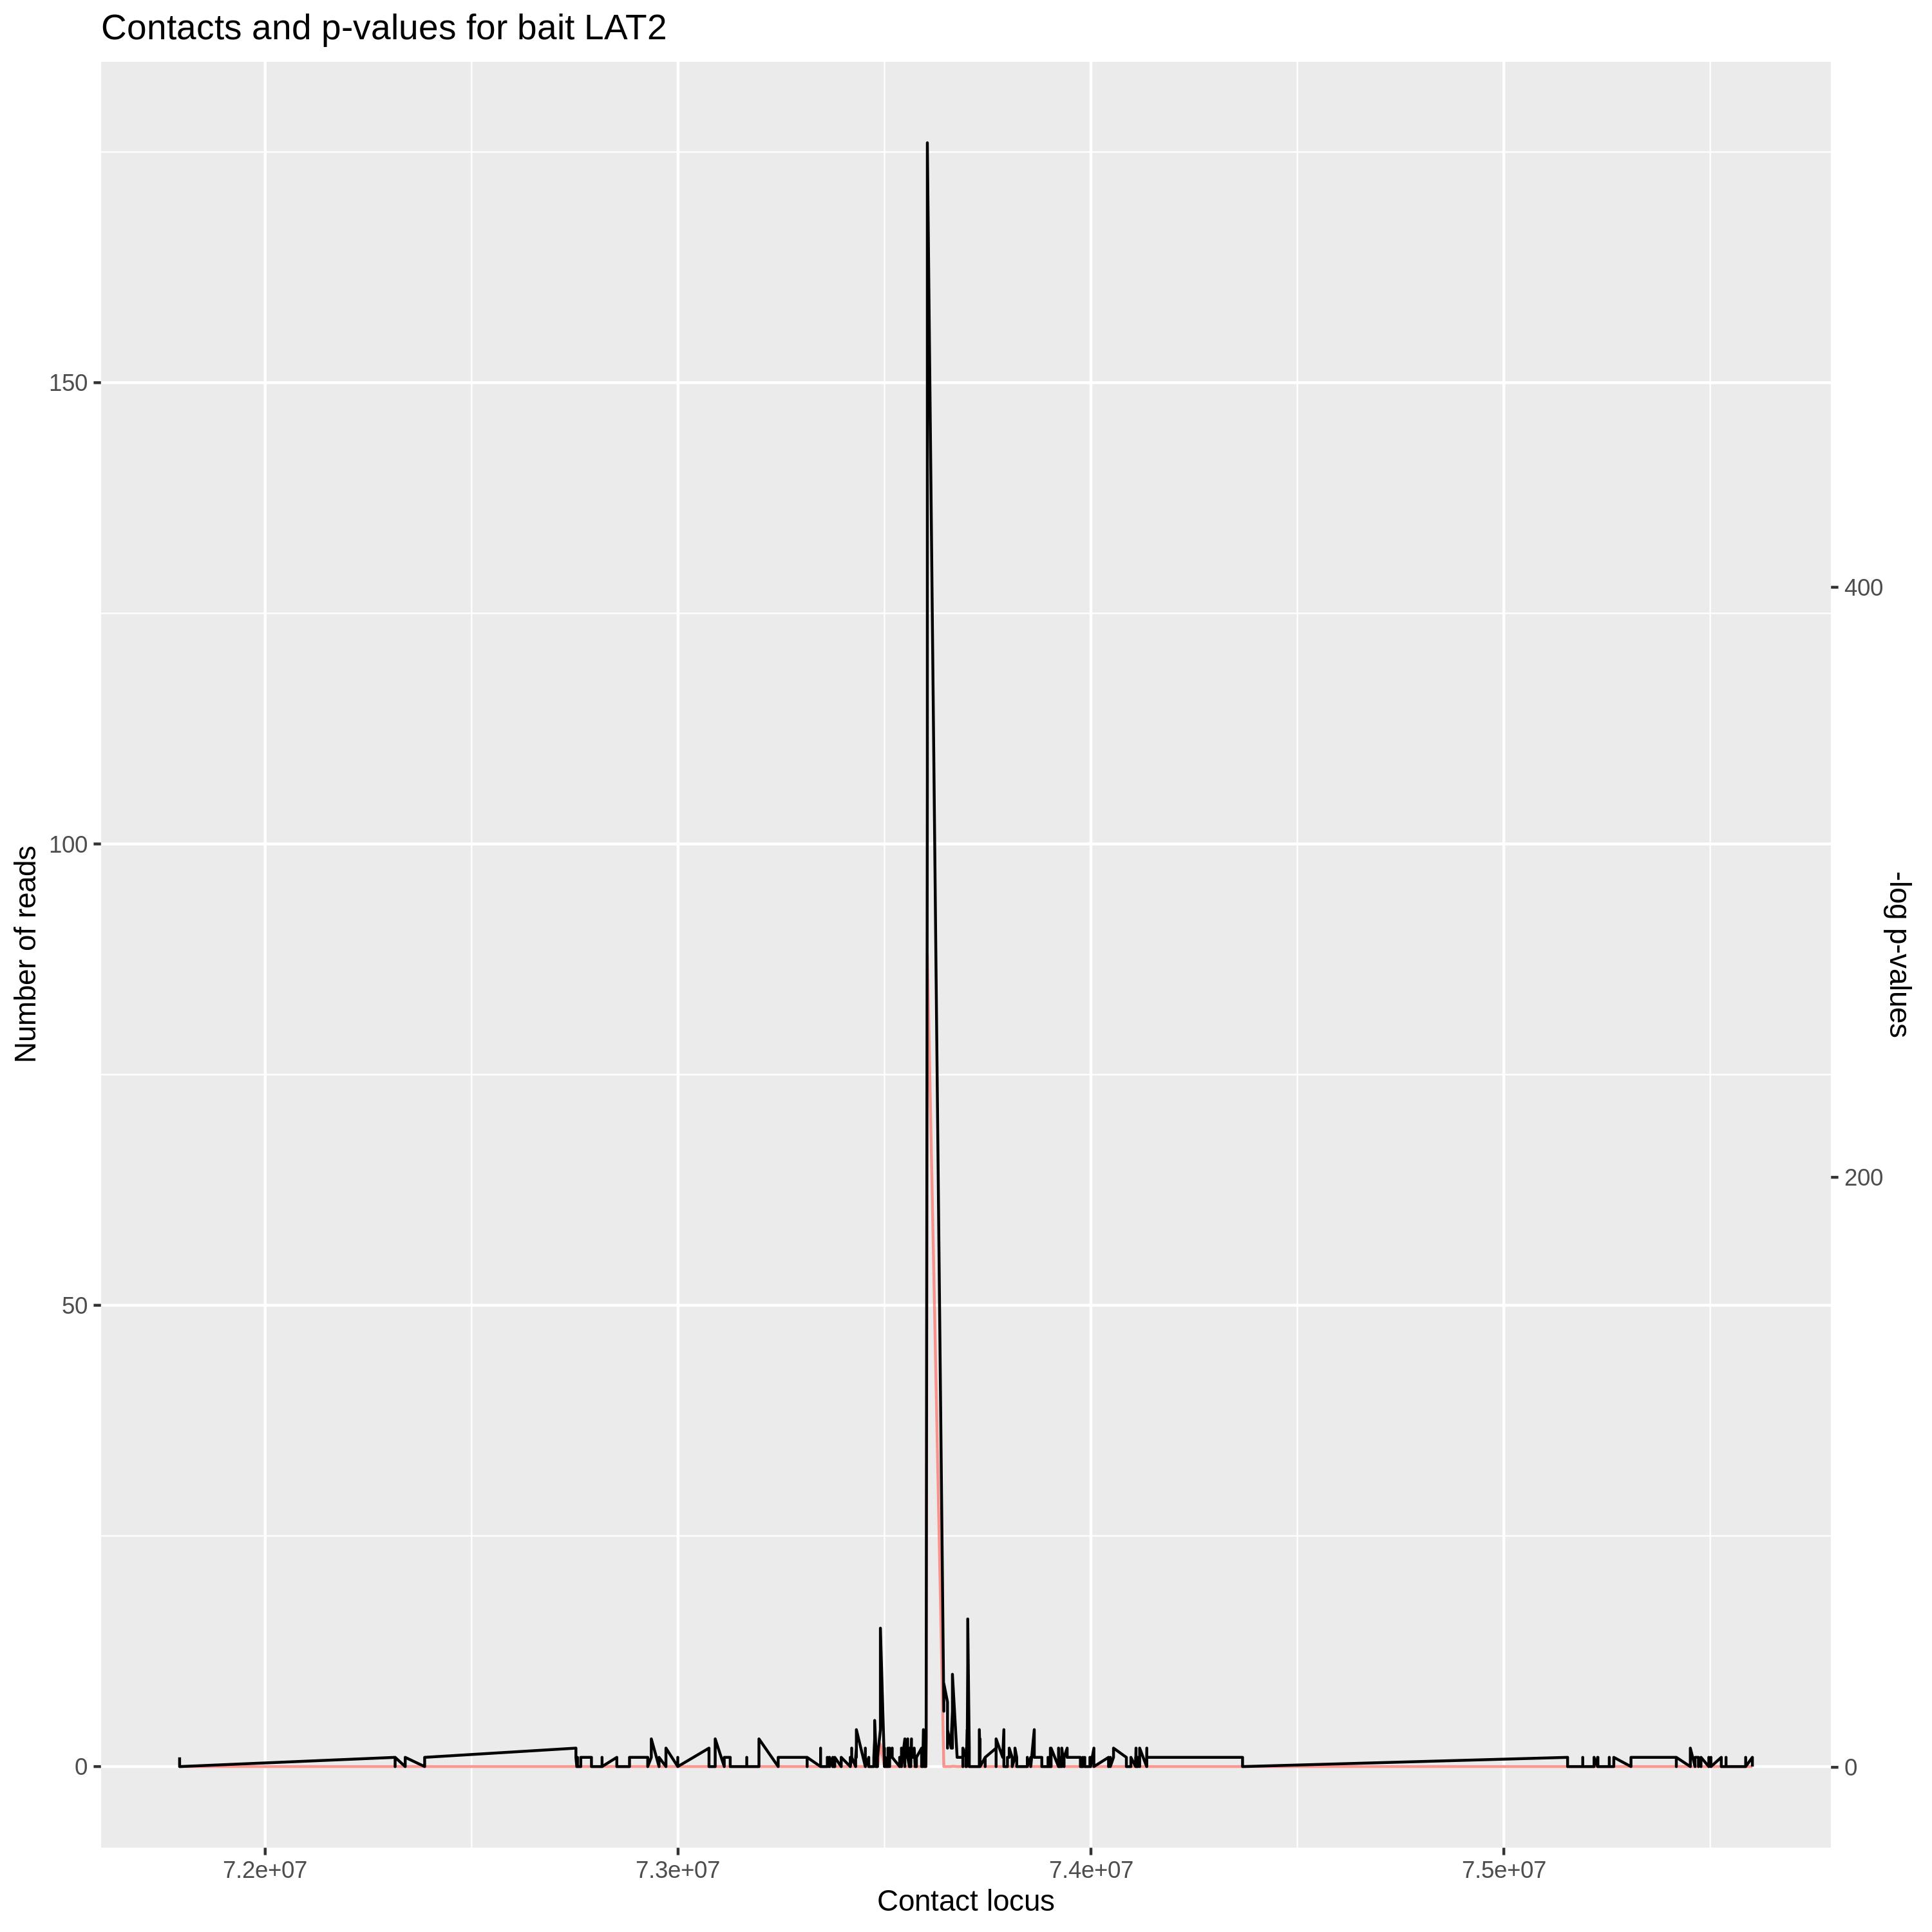 Contacts and p-values for bait LAT2
Number of reads
150
100
50
0
400
200
0
-log p-values
7.2e+07
7.3e+07
7.4e+07
7.5e+07
Contact locus